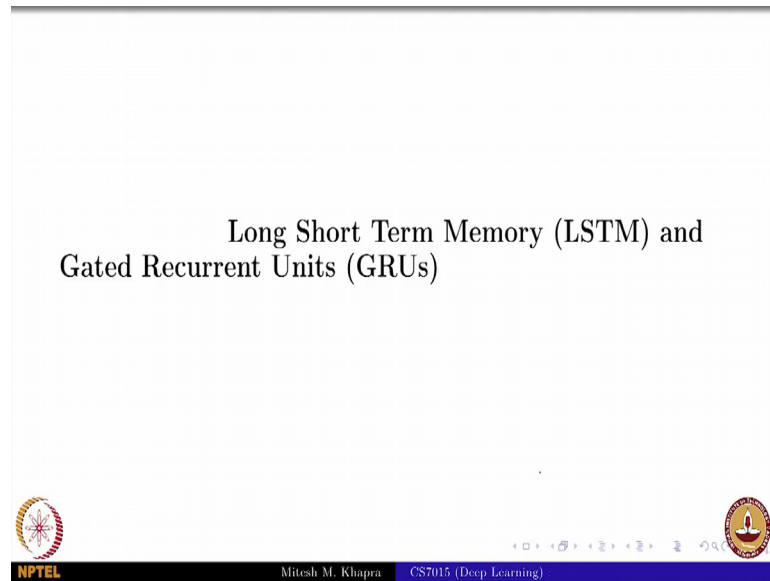 Long Short Term Memory (LSTM) and
Gated Recurrent Units (GRUs)
NPTEL
Mitesh M. Khapra CS7015 (Deep Learning) :